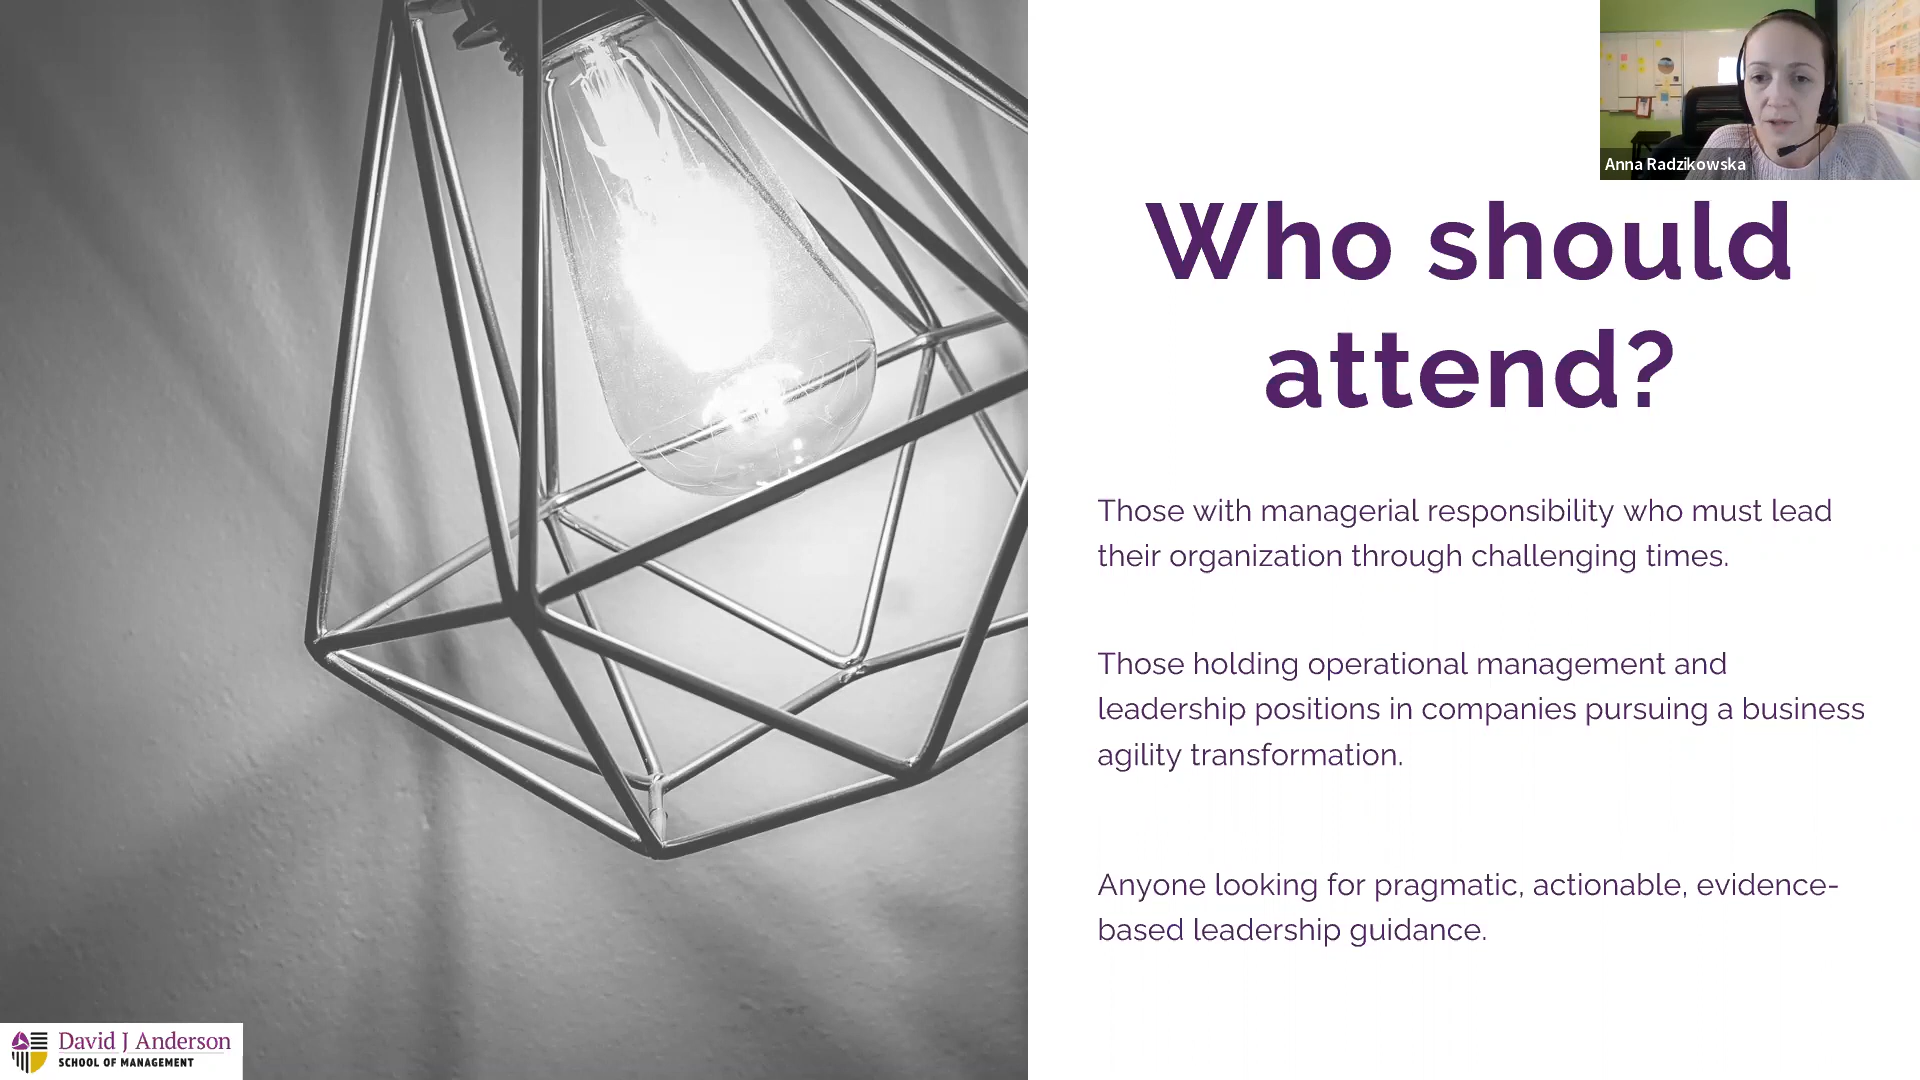 Anna Radzikowska
Who should
attend?
Those with managerial responsibility who must lead
their organization through challenging times.
Those holding operational management and
leadership positions in companies pursuing a business
agility transformation.
Anyone looking for pragmatic, actionable, evidence-
based leadership guidance.
David J Anderson
SCHOOL OF MANAGEMENT